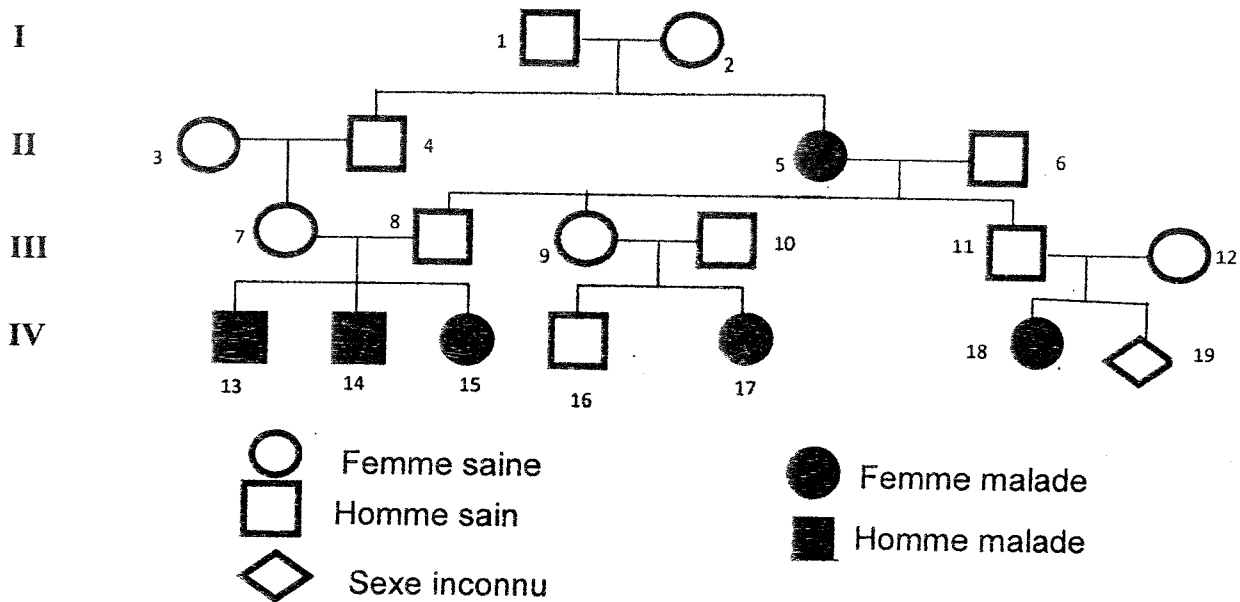 I
1
2
II
3
4
5
6
III
7
8
9
10
11
12
IV
13
14
15
16
17
18
19
Femme saine
Homme sain
Sexe inconnu
Femme malade
Homme malade